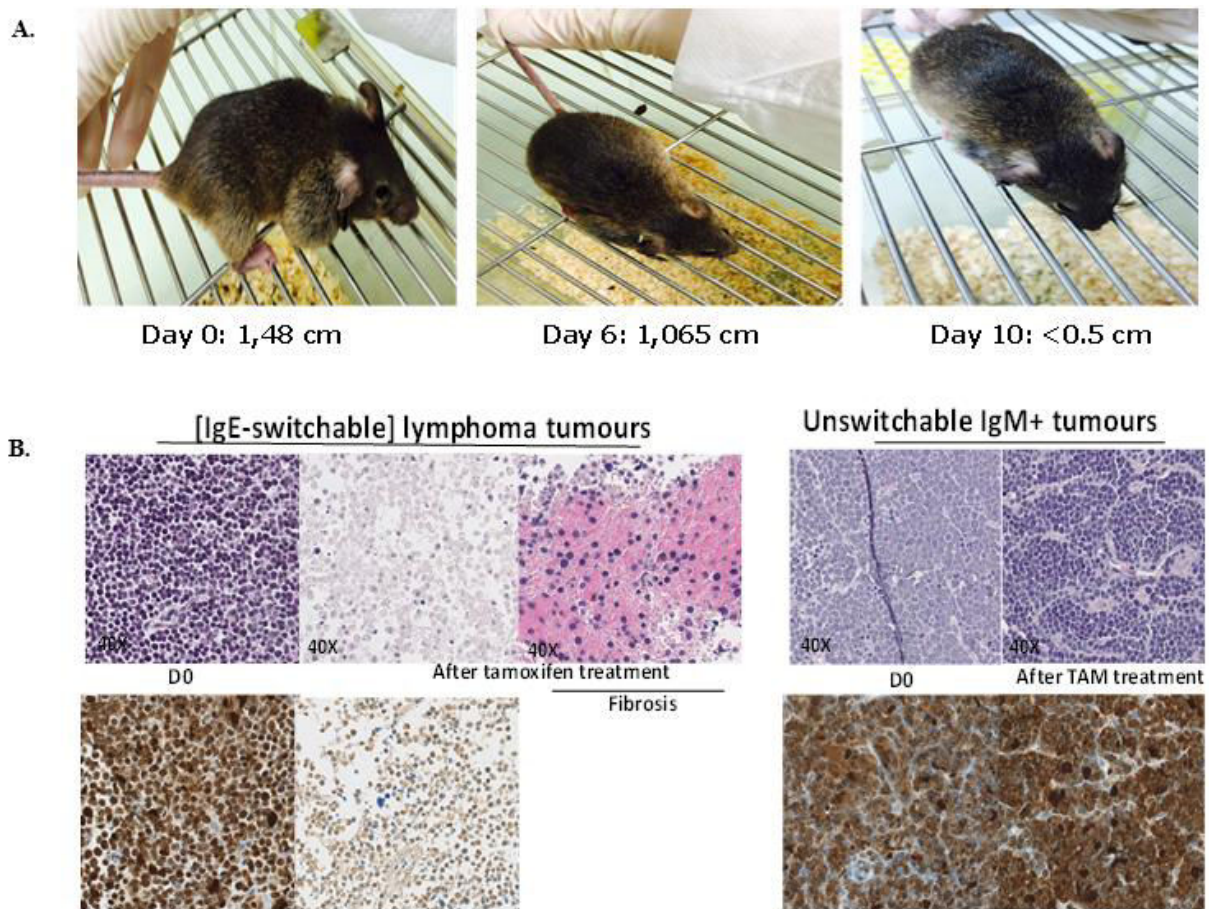 A.
Day 0: 1,48 cm
Day 6: 1,065 cm
Day 10: <0.5 cm
B.
[IgE-switchable] lymphoma tumours
Unswitchable IgM+ tumours
40X
40X
40X
40X
40X
D0
After tamoxifen treatment
D0
After TAM treatment
Fibrosis